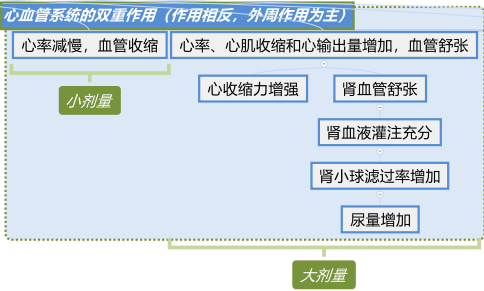 心血管系统的双重作用（作用相反，外周作用为主）
心率减慢，血管收缩
心率、心肌收缩和心输出量增加，血管舒张
小剂量
心收缩力增强
肾血管舒张
肾血液灌注充分
肾小球滤过率增加
尿量增加
大剂量